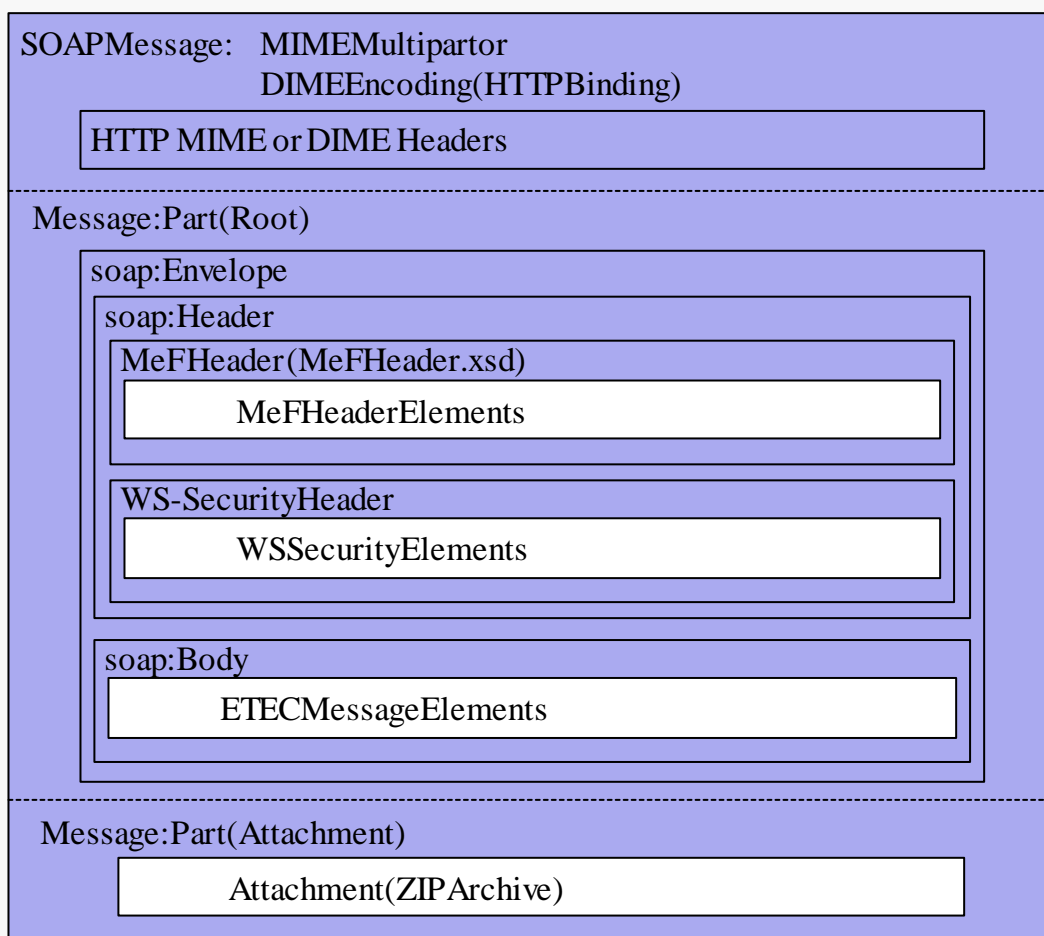 SOAPMessage: MIMEMultipartor
DIMEEncoding(HTTPBinding)
HTTP MIME or DIME Headers
Message:Part(Root)
soap:Envelope
soap:Header
MeFHeader(MeFHeader.xsd)
MeFHeaderElements
WS-SecurityHeader
WSSecurityElements
soap:Body
ETECMessageElements
Message:Part(Attachment)
Attachment(ZIPArchive)